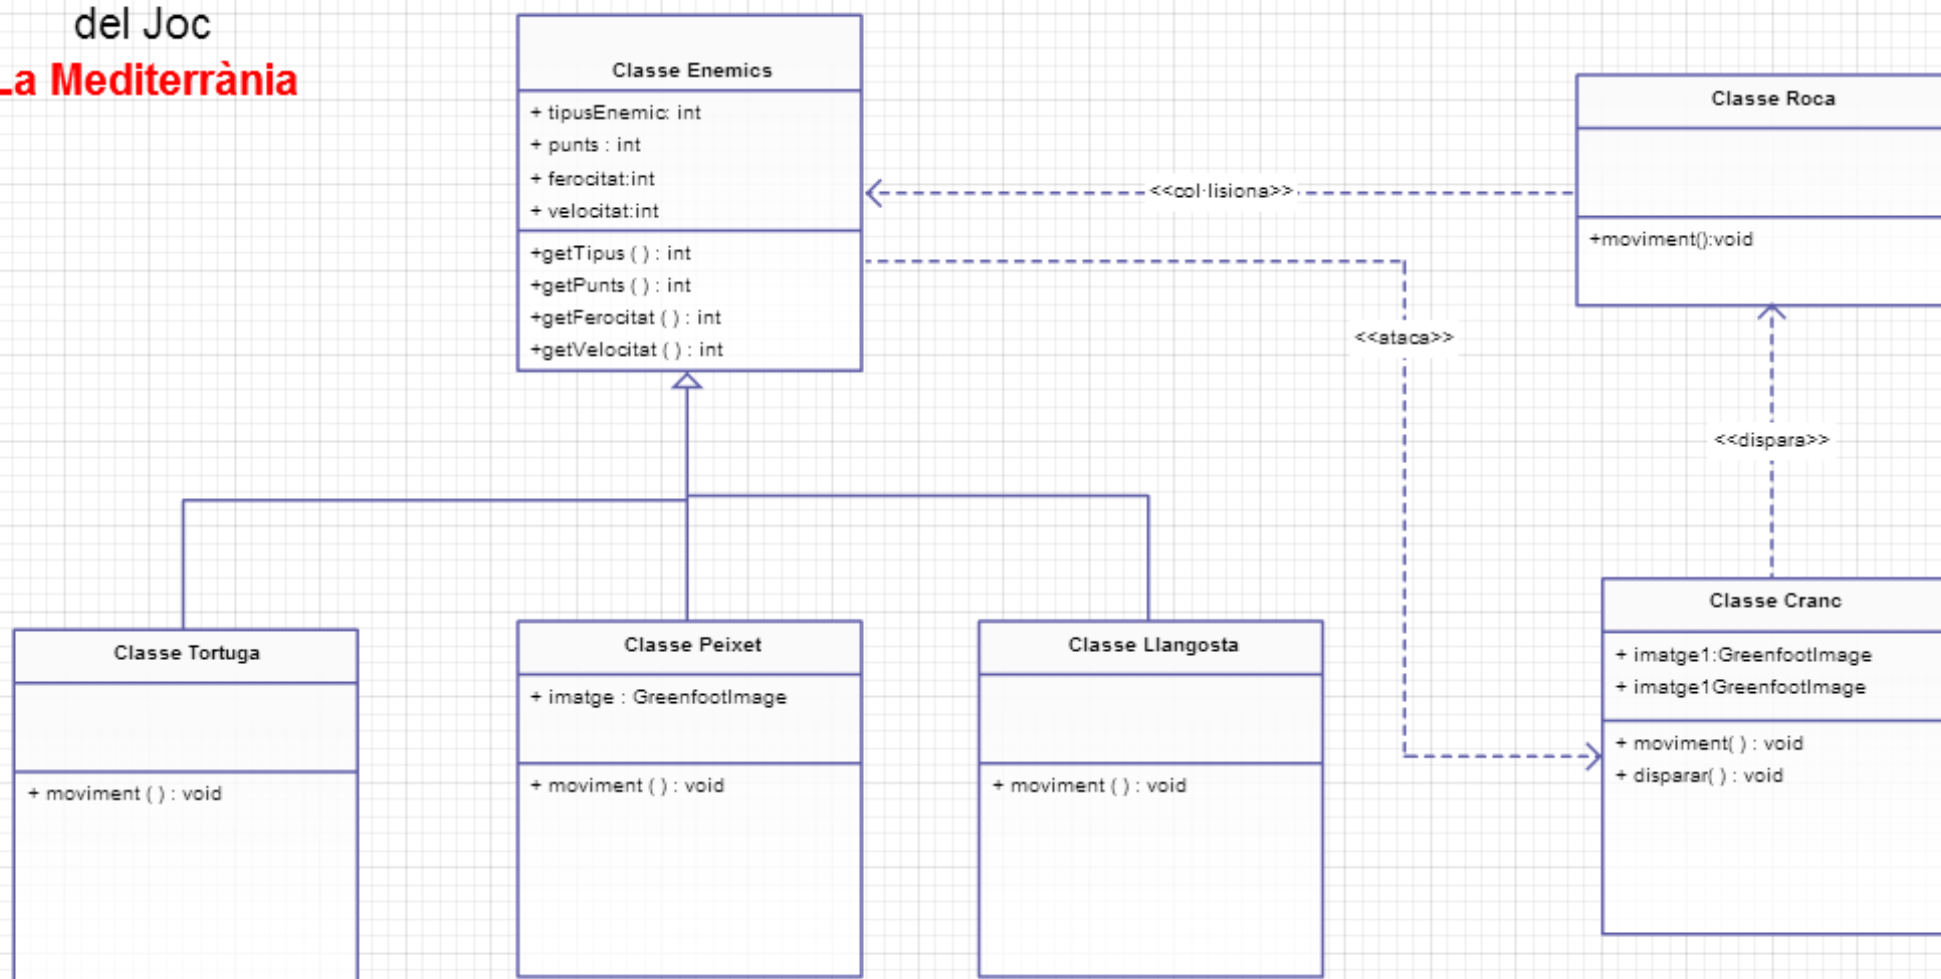 del Joc
La Mediterrània
Classe Enemics
+ tipusEnemic: int
+ punts : int
+ ferocitat:int
+ velocitat:int
+getTipus ( ) : int
+getPunts ( ) : int
+getFerocitat ( ) : int
+getVelocitat ( ) : int
<<col·lisiona>>
<<ataca>>
Classe Roca
+moviment():void
<<dispara>>
Classe Tortuga
+ moviment ( ) : void
Classe Peixet
+ imatge : GreenfootImage
+ moviment ( ) : void
Classe Llangosta
+ moviment ( ) : void
Classe Cranc
+ imatge1:GreenfootImage
+ imatge1GreenfootImage
+ moviment( ) : void
+ disparar( ) : void